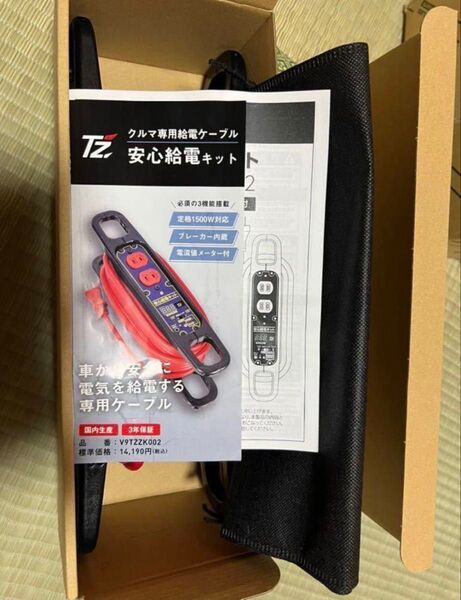 TZ.
クルマ専用給電ケーブル
安心給電キット
必須の3機能搭載
定格1500W対応
ブレーカー内蔵
電流値メーター付
電気を給電する
専用ケーブル
国内生産
3年保証
品 番：V9TZZK002
標準価格：14,190円(税込)
ット
2
付